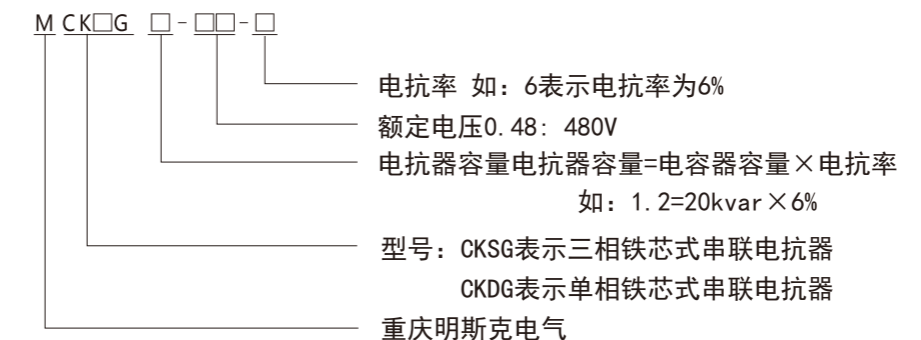 MCK□G □-□□-□
电抗率 如：6表示电抗率为6%
额定电压0.48：480V
电抗器容量电抗器容量=电容器容量×电抗率
如：1.2=20kvar×6%
型号：CKSG表示三相铁芯式串联电抗器
CKDG表示单相铁芯式串联电抗器
重庆明斯克电气